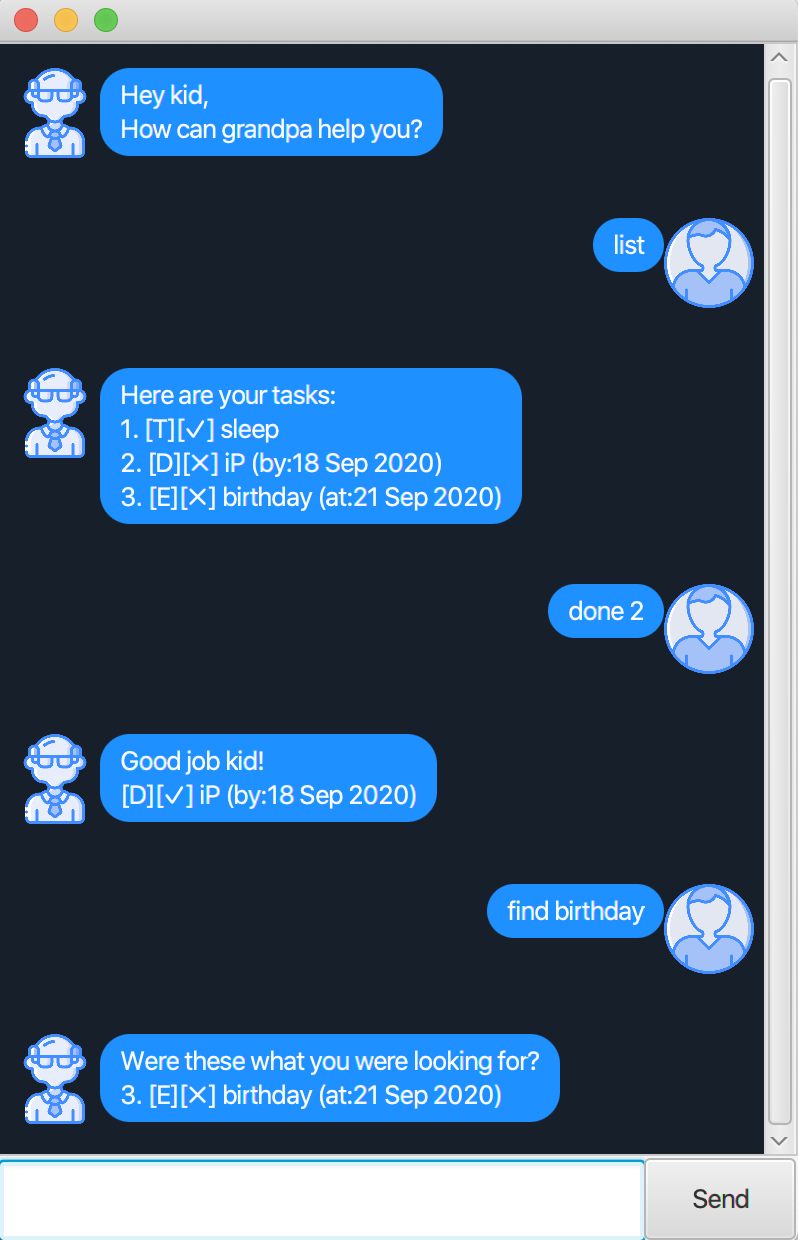 Hey kid,
How can grandpa help you?
list
Here are your tasks:
1. [T][✓] sleep
2. [D][✕] iP (by:18 Sep 2020)
3. [E][✕] birthday (at:21 Sep 2020)
done 2
Good job kid!
[D][✓] iP (by:18 Sep 2020)
find birthday
Were these what you were looking for?
3. [E][✕] birthday (at:21 Sep 2020)
Send